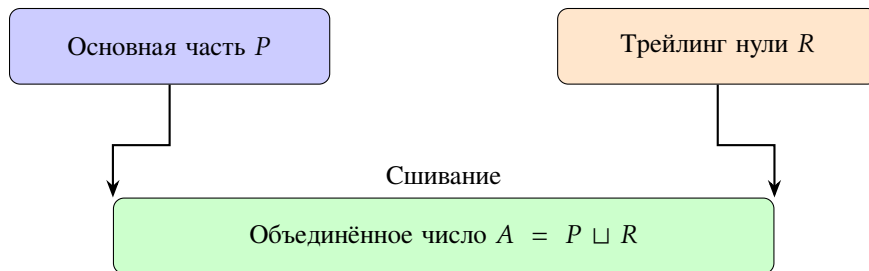 Основная часть P
Трейлинг нули R
Сшивание
Объединённое число A = P ⊔ R